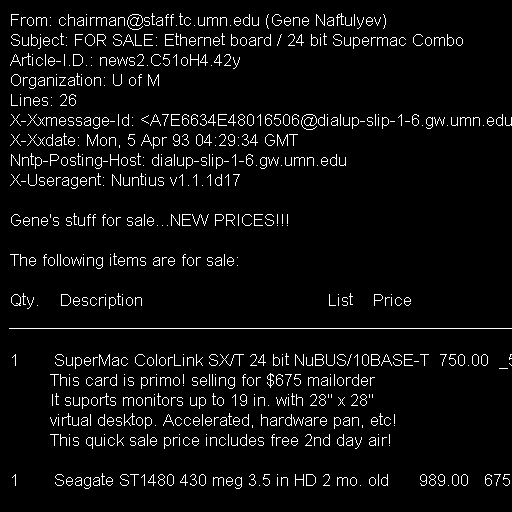 From: chairman@staff.tc.umn.edu (Gene Naftulyev)
Subject: FOR SALE: Ethernet board / 24 bit Supermac Combo
Article-I.D.: news2.C51oH4.42y
Organization: U of M
Lines: 26
X-Xxmessage-Id: <A7E6634E48016506@dialup-slip-1-6.gw.umn.edu
X-Xxdate: Mon, 5 Apr 93 04:29:34 GMT
Nntp-Posting-Host: dialup-slip-1-6.gw.umn.edu
X-Useragent: Nuntius v1.1.1d17

Gene's stuff for sale...NEW PRICES!!!

The following items are for sale:

Qty. Description List Price

1 SuperMac ColorLink SX/T 24 bit NuBUS/10BASE-T 750.00 _5
This card is primo! selling for $675 mailorder
It suports monitors up to 19 in. with 28" x 28"
virtual desktop. Accelerated, hardware pan, etc!
This quick sale price includes free 2nd day air!

1 Seagate ST1480 430 meg 3.5 in HD 2 mo. old 989.00 675